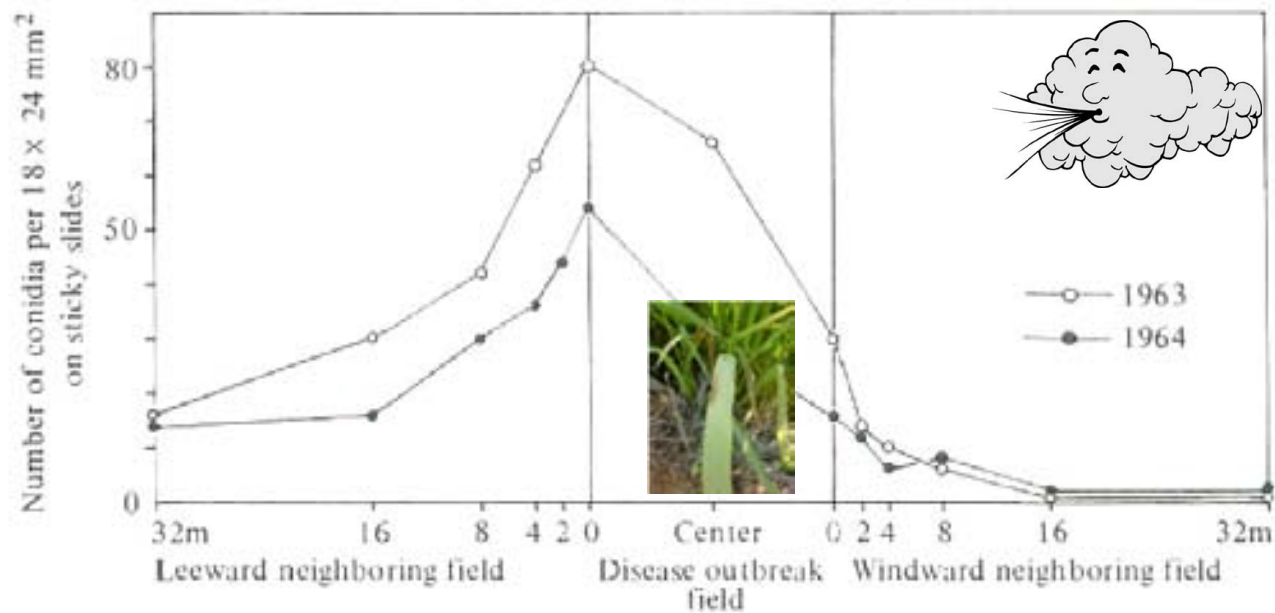 Number of conidia per 18 × 24 mm²
on sticky slides
80
50
0
1963
1964
32m 16 8 4 2 0 Center 0 2 4 8 16 32m
Leeward neighboring field Disease outbreak field Windward neighboring field